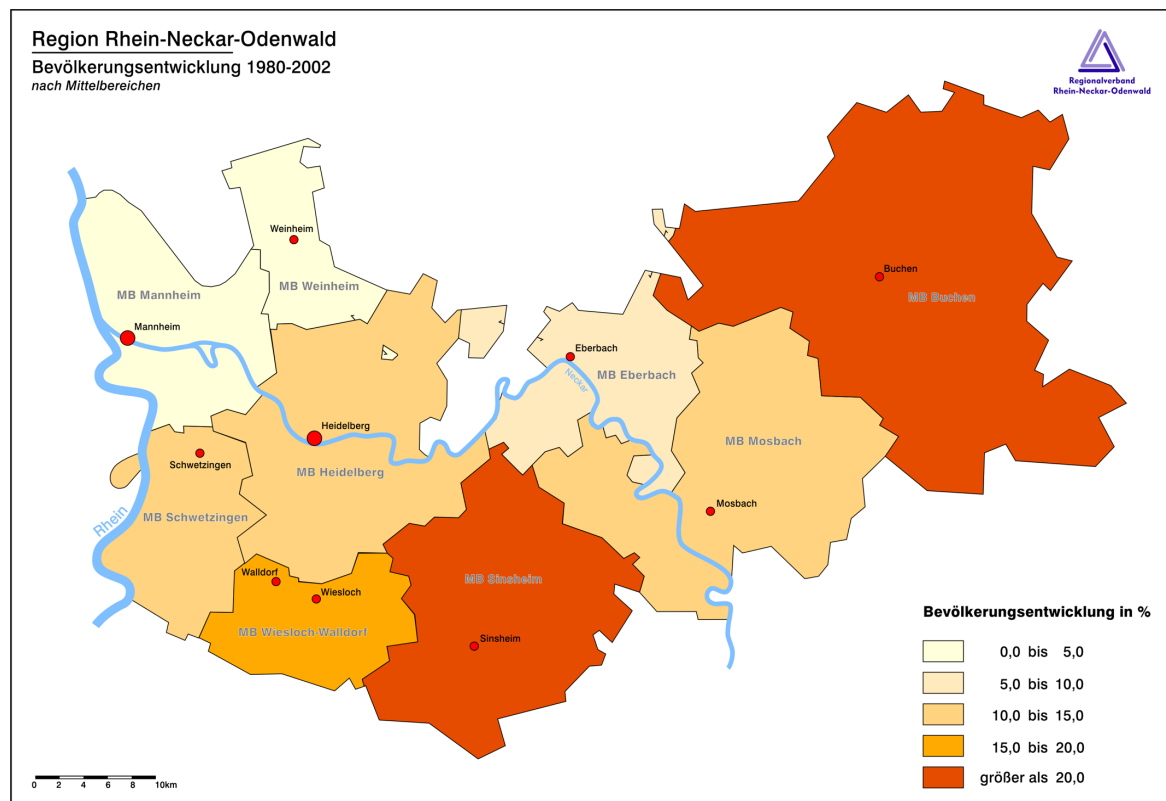 Region Rhein-Neckar-Odenwald
Bevölkerungsentwicklung 1980-2002
nach Mittelbereichen
Regionalverband
Rhein-Neckar-Odenwald
Weinheim
MB Weinheim
MB Mannheim
Mannheim
Buchen
MB Buchen
Eberbach
MB Eberbach
Neckar
Heidelberg
MB Heidelberg
Schwetzingen
MB Schwetzingen
Rhein
MB Mosbach
Mosbach
Walldorf
Wiesloch
MB Wiesloch-Walldorf
MB Sinsheim
Sinsheim
Bevölkerungsentwicklung in %
0,0 bis 5,0
5,0 bis 10,0
10,0 bis 15,0
15,0 bis 20,0
größer als 20,0
0 2 4 6 8 10km